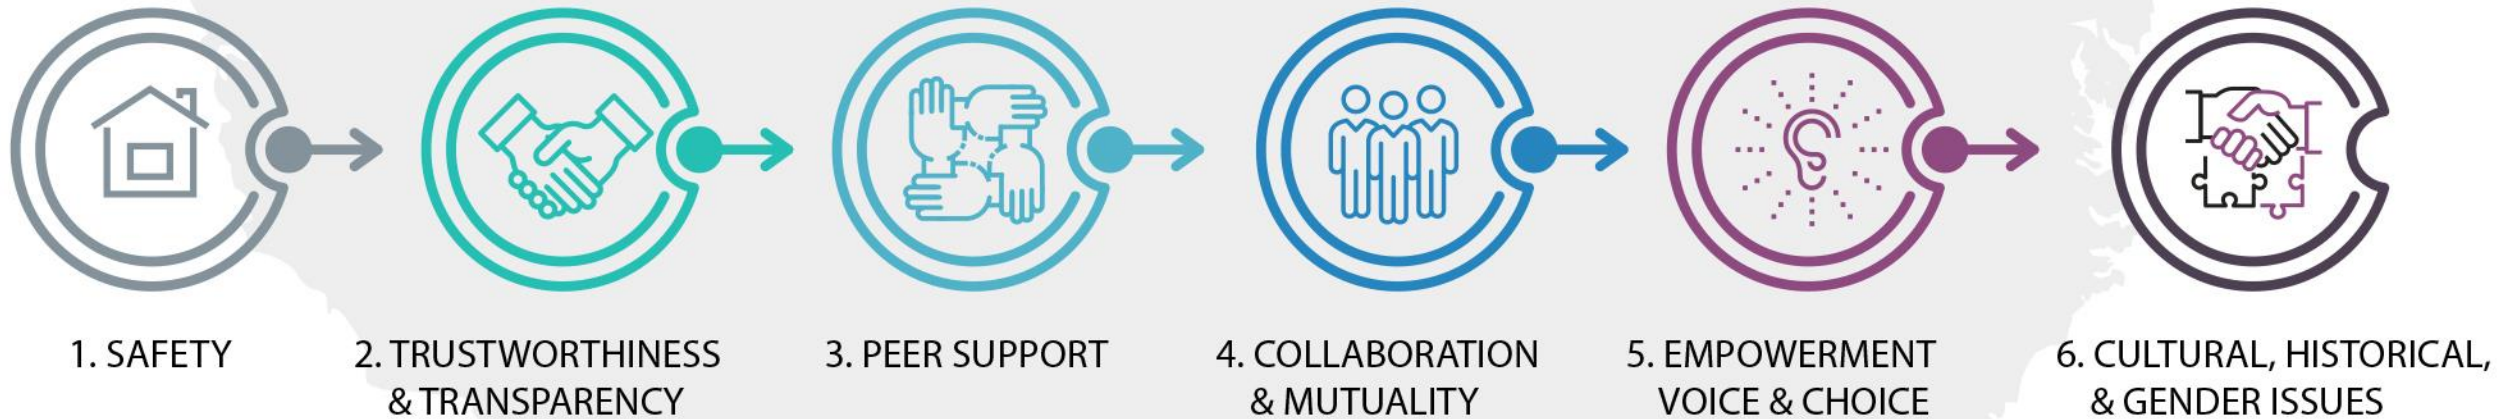 1. SAFETY
2. TRUSTWORTHINESS
& TRANSPARENCY
3. PEER SUPPORT
4. COLLABORATION
& MUTUALITY
5. EMPOWERMENT
VOICE & CHOICE
6. CULTURAL, HISTORICAL,
& GENDER ISSUES